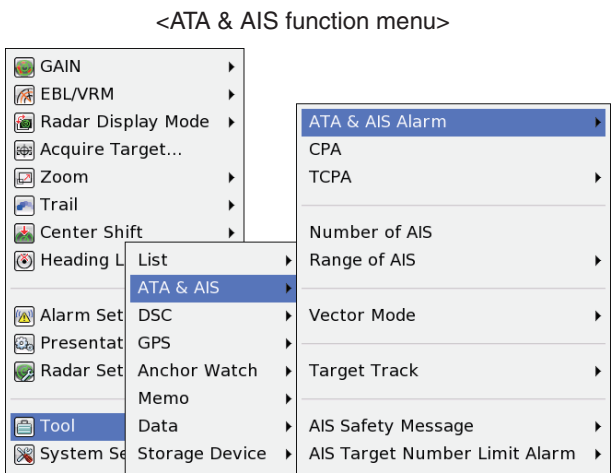 <ATA & AIS function menu>
GAIN
EBL/VRM
Radar Display Mode
Acquire Target...
Zoom
Trail
Center Shift
Heading L
Alarm Set
Presentat
Radar Set
Tool
System Se
List
ATA & AIS
DSC
GPS
Anchor Watch
Memo
Data
Storage Device
ATA & AIS Alarm
CPA
TCPA
Number of AIS
Range of AIS
Vector Mode
Target Track
AIS Safety Message
AIS Target Number Limit Alarm